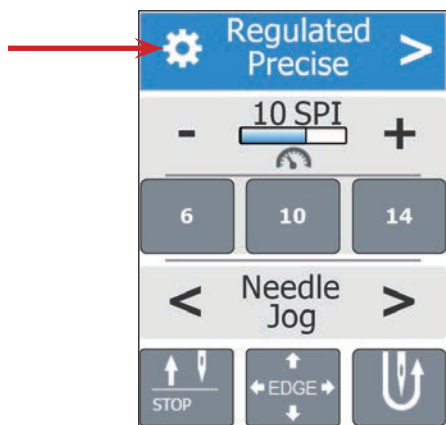 Regulated
Precise >
- 10 SPI +
6 10 14
< Needle >
Jog
STOP
EDGE